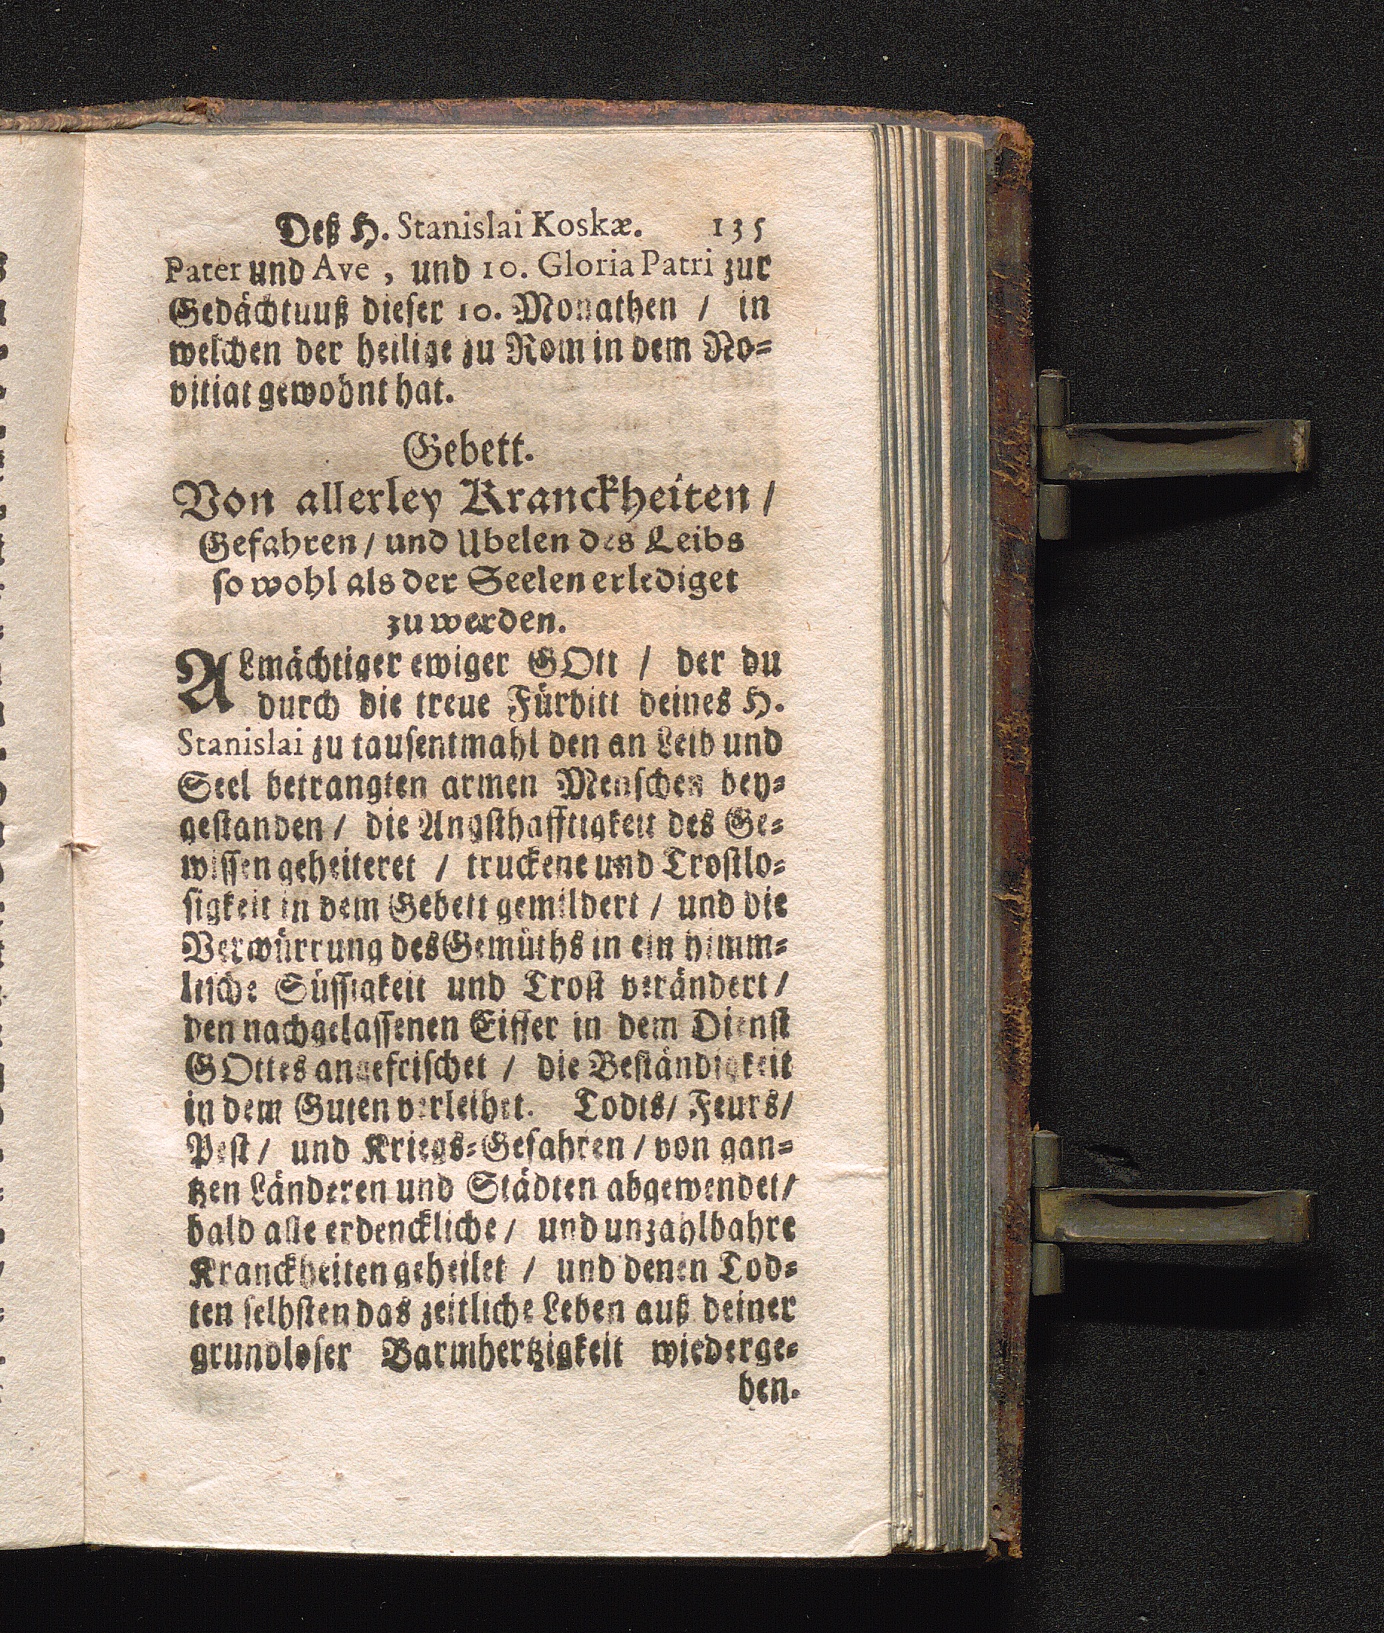 Deß H. Stanislai Koskæ. 135
Pater und Ave, und 10. Gloria Patri zur
Gedächtuuß dieser 10. Monathen / in
welchen der heilige zu Rom in dem No-
vitiat gewohnt hat.
Gebett.
Von allerley Kranckheiten /
Gefahren / und Ubelen des Leibs
so wohl als der Seelen erlediget
zu werden.
ALmächtiger ewiger GOtt / der du
durch die treue Fürbitt deines H.
Stanislai zu tausentmahl den an Leib und
Seel betrangten armen Menschen bey-
gestanden / die Angsthafftigkeit des Ge-
wissen geheiteret / truckene und Trostlo-
sigkeit in dem Gebett gemildert / und die
Verwürrung des Gemüths in ein himm-
lische Süssigkeit und Trost verändert /
den nachgelassenen Eiffer in dem Dienst
GOttes angefrischet / die Beständigkeit
in dem Guten verleihet. Todts / Feurs /
Pest / und Kriegs-Gefahren / von gan-
tzen Länderen und Städten abgewendet /
bald alle erdenckliche / und unzahlbahre
Kranckheiten geheilet / und denen Tod-
ten selbsten das zeitliche Leben auß deiner
grundloser Barmhertzigkeit wiederge-
ben.